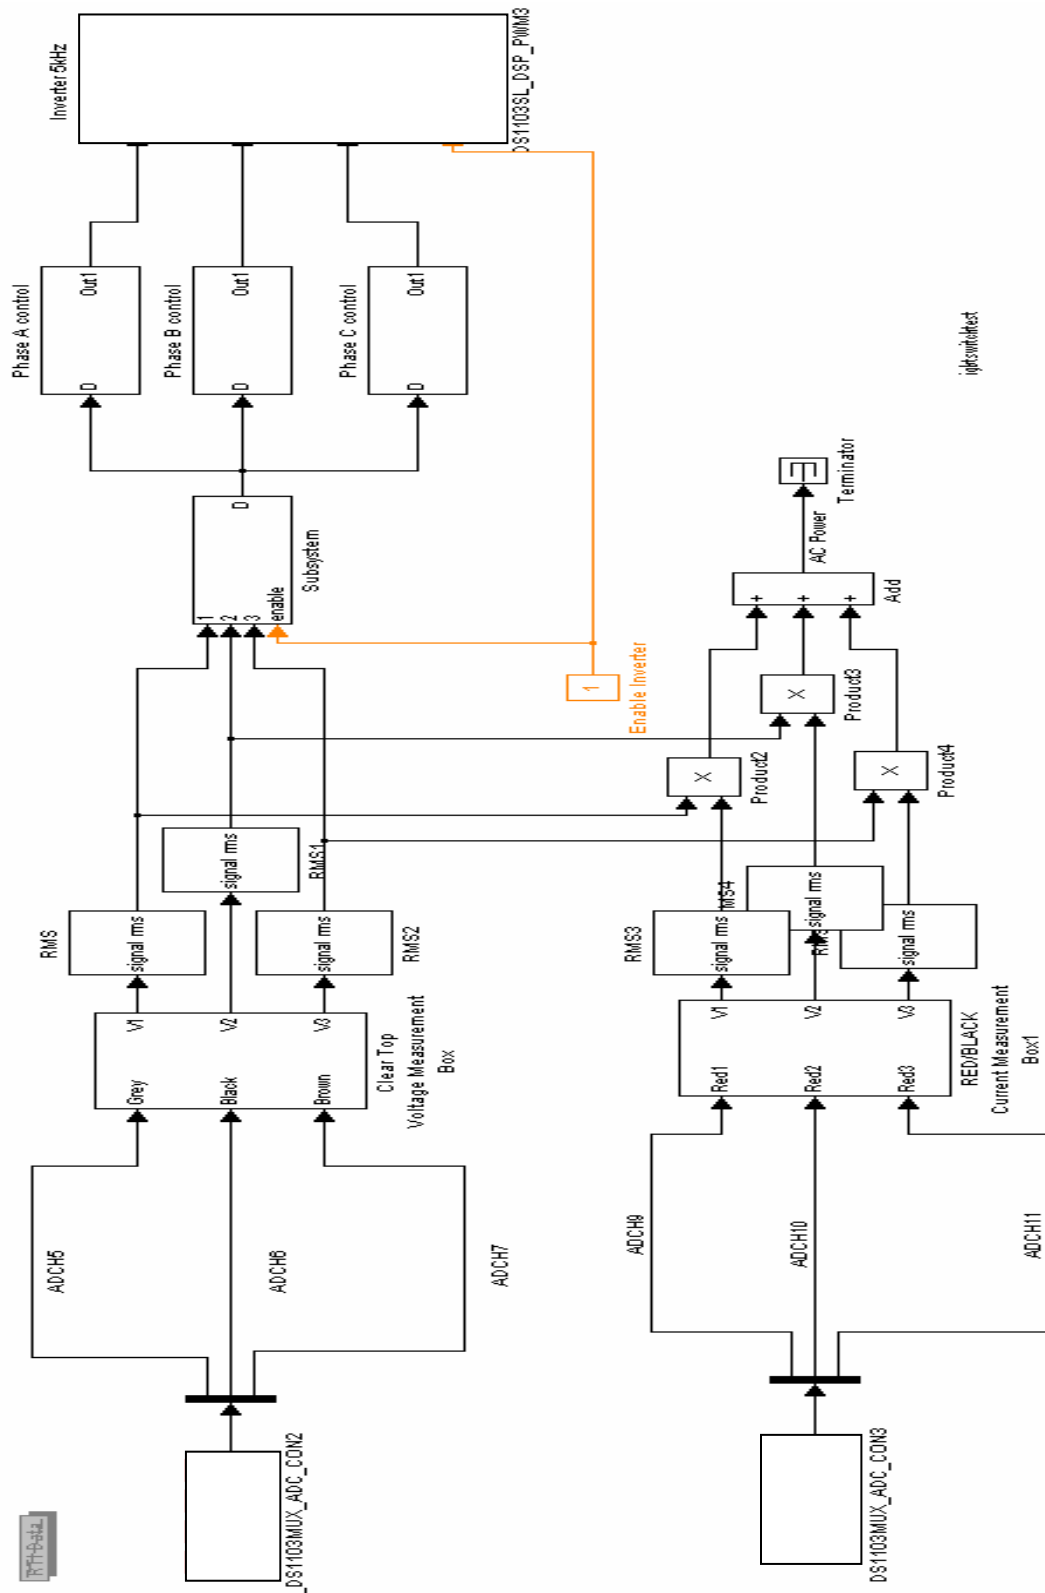 RTI Data
DS1103MUX_ADC_CON2
ADCH5
ADCH6
ADCH7
Grey
Black
Brown
V1
V2
V3
Clear Top
Voltage Measurement
Box
RMS
signal rms
signal rms
RMS1
signal rms
RMS2
1
2
3
enable
D
Subsystem
1
Enable Inverter
Phase A control
D
Out1
Phase B control
D
Out1
Phase C control
D
Out1
Inverter 5kHz
DS1103SL_DSP_PWM3
DS1103MUX_ADC_CON3
ADCH9
ADCH10
ADCH11
Red1
Red2
Red3
V1
V2
V3
RED/BLACK
Current Measurement
Box1
RMS3
signal rms
MS4
signal rms
signal rms
X
Product2
X
Product3
X
Product4
+
+
+
Add
AC Power
Terminator
ightswitchtest